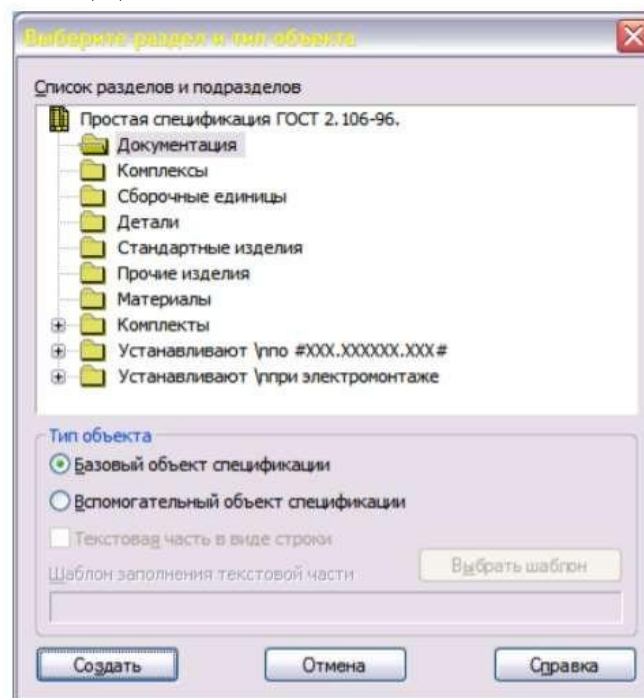 Выберите раздел и тип объекта
Список разделов и подразделов
Простая спецификация ГОСТ 2.106-96.
Документация
Комплексы
Сборочные единицы
Детали
Стандартные изделия
Прочие изделия
Материалы
Комплекты
Устанавливают \nпо #XXX.XXXXXX.XXX#
Устанавливают \nпри электромонтаже
Тип объекта
Базовый объект спецификации
Вспомогательный объект спецификации
Текстовая часть в виде строки
Шаблон заполнения текстовой части
Выбрать шаблон
Создать
Отмена
Справка